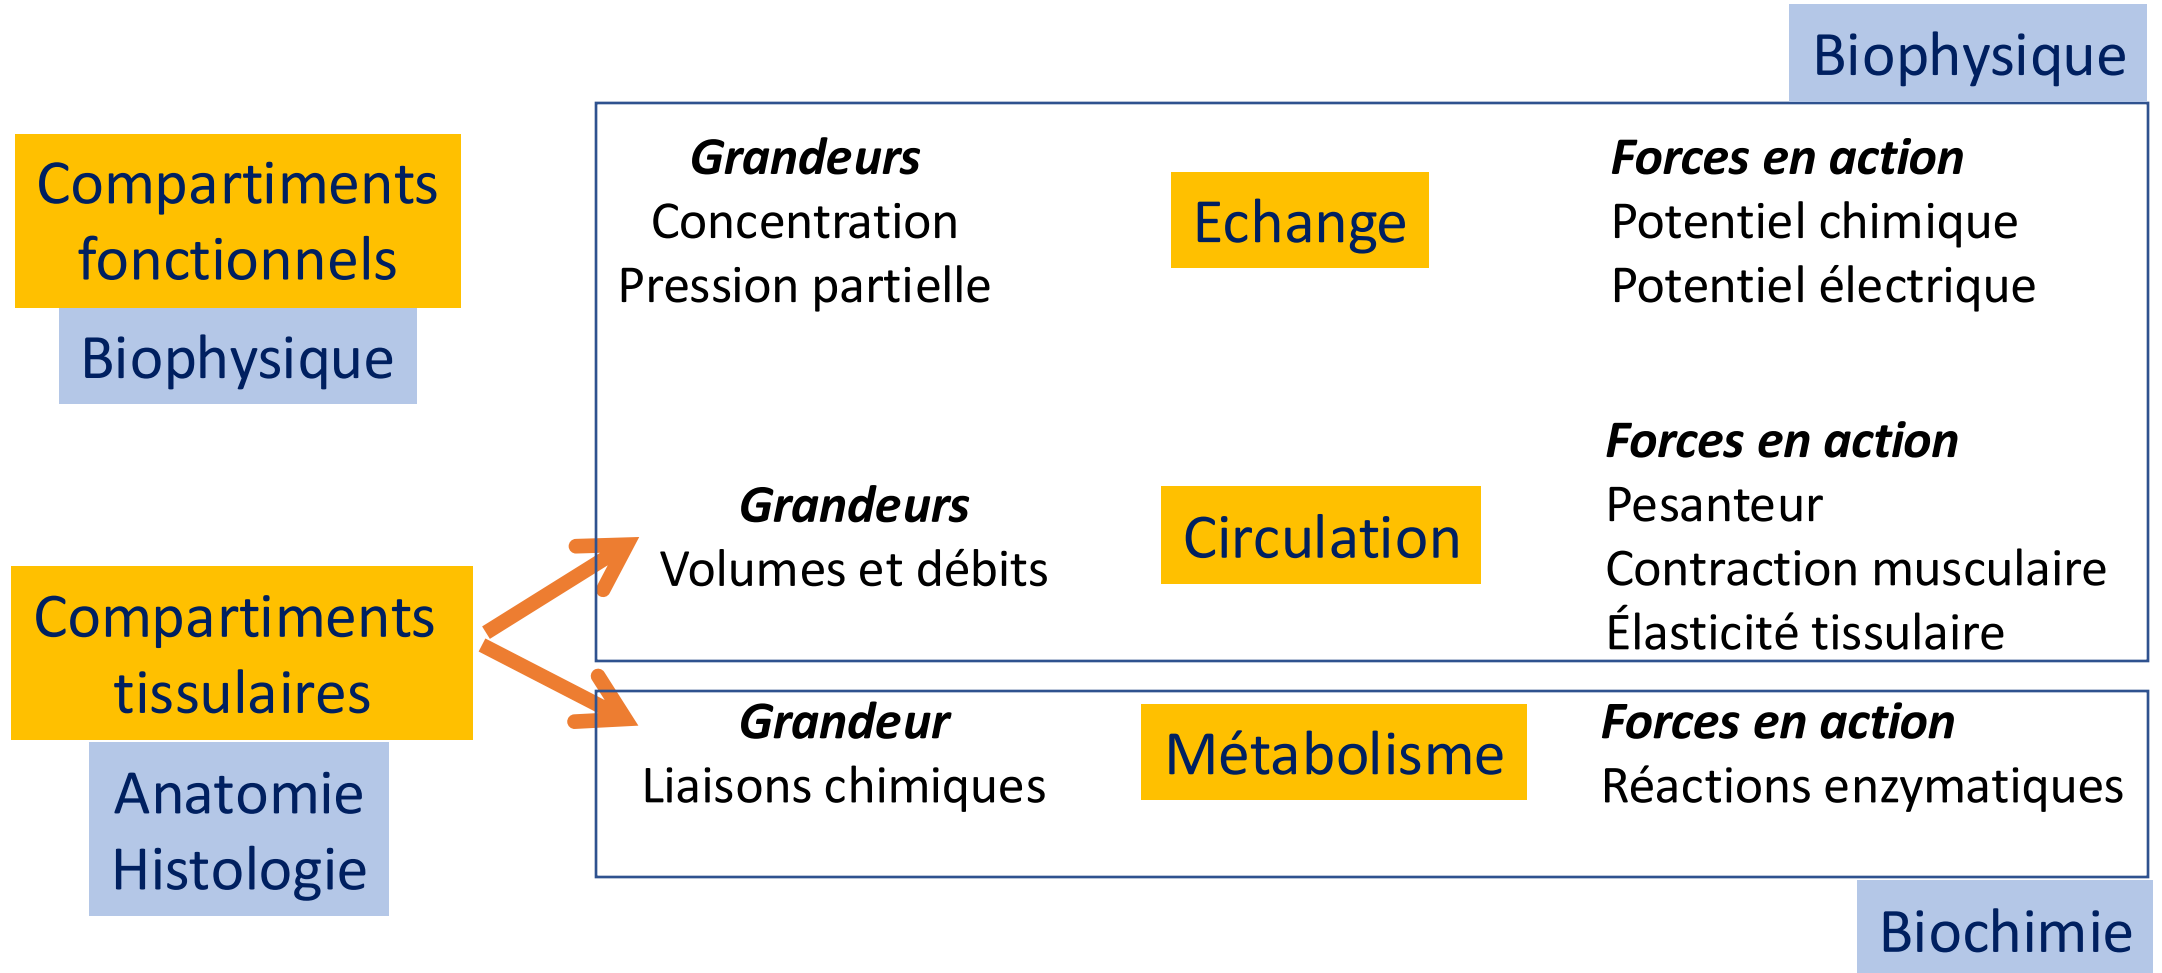 Biophysique
Compartiments
fonctionnels
Biophysique
Grandeurs
Concentration
Pression partielle
Echange
Forces en action
Potentiel chimique
Potentiel électrique
Compartiments
tissulaires
Anatomie
Histologie
Grandeurs
Volumes et débits
Circulation
Forces en action
Pesanteur
Contraction musculaire
Élasticité tissulaire
Grandeur
Liaisons chimiques
Métabolisme
Forces en action
Réactions enzymatiques
Biochimie